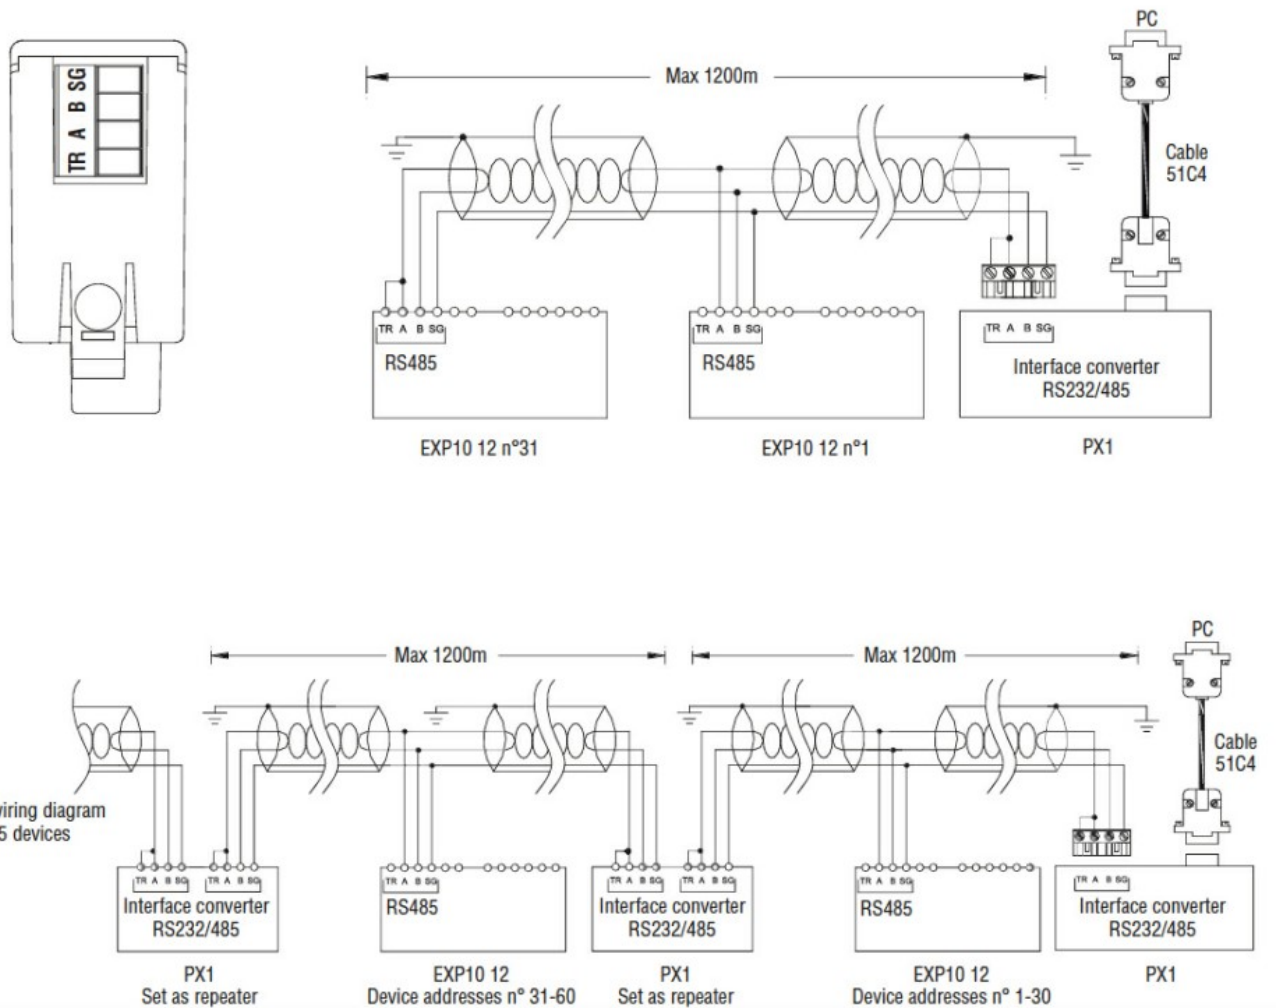 TR A B SG
PC
Max 1200m
Cable
51C4
TR A B SG
RS485
TR A B SG
RS485
TR A B SG
Interface converter
RS232/485
EXP10 12 n°31
EXP10 12 n°1
PX1
PC
Max 1200m
Max 1200m
Cable
51C4
wiring diagram
5 devices
TR A B SG
TR A B SG
Interface converter
RS232/485
TR A B SG
RS485
TR A B SG
TR A B SG
Interface converter
RS232/485
TR A B SG
RS485
TR A B SG
Interface converter
RS232/485
PX1
Set as repeater
EXP10 12
Device addresses n° 31-60
PX1
Set as repeater
EXP10 12
Device addresses n° 1-30
PX1